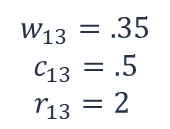 w₁₃ = .35
c₁₃ = .5
r₁₃ = 2